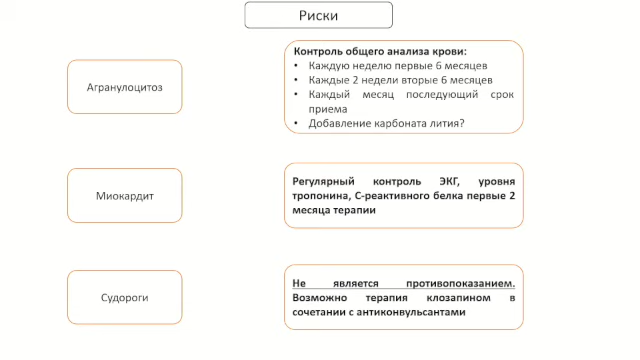 Риски
Агранулоцитоз
Контроль общего анализа крови:
• Каждую неделю первые 6 месяцев
• Каждые 2 недели вторые 6 месяцев
• Каждый месяц последующий срок
приема
• Добавление карбоната лития?
Миокардит
Регулярный контроль ЭКГ, уровня
тропонина, С-реактивного белка первые 2
месяца терапии
Судороги
Не является противопоказанием.
Возможно терапия клозапином в
сочетании с антиконвульсантами